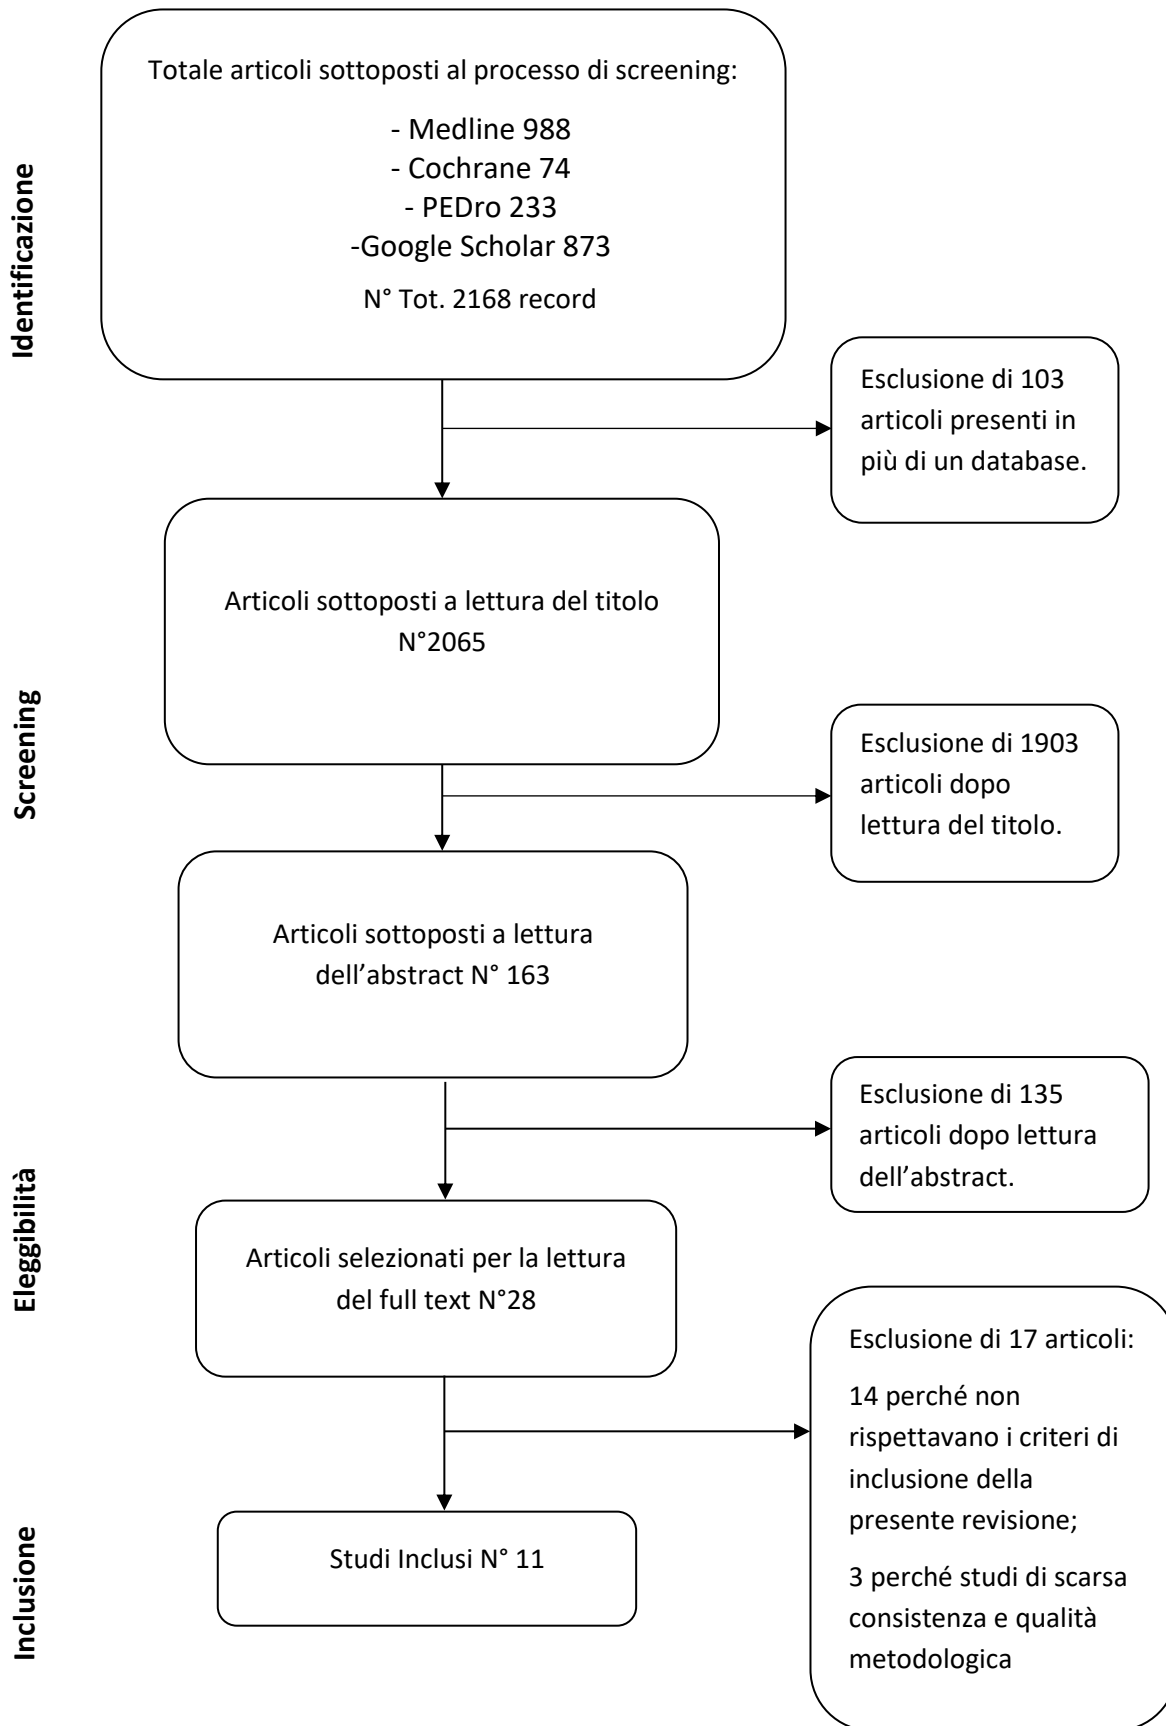 Totale articoli sottoposti al processo di screening:
- Medline 988
- Cochrane 74
- PEDro 233
-Google Scholar 873
N° Tot. 2168 record
Identificazione
Esclusione di 103
articoli presenti in
più di un database.
Articoli sottoposti a lettura del titolo
N°2065
Screening
Esclusione di 1903
articoli dopo
lettura del titolo.
Articoli sottoposti a lettura
dell’abstract N° 163
Esclusione di 135
articoli dopo lettura
dell’abstract.
Eleggibilità
Articoli selezionati per la lettura
del full text N°28
Esclusione di 17 articoli:
14 perché non
rispettavano i criteri di
inclusione della
presente revisione;
3 perché studi di scarsa
consistenza e qualità
metodologica
Inclusione
Studi Inclusi N° 11